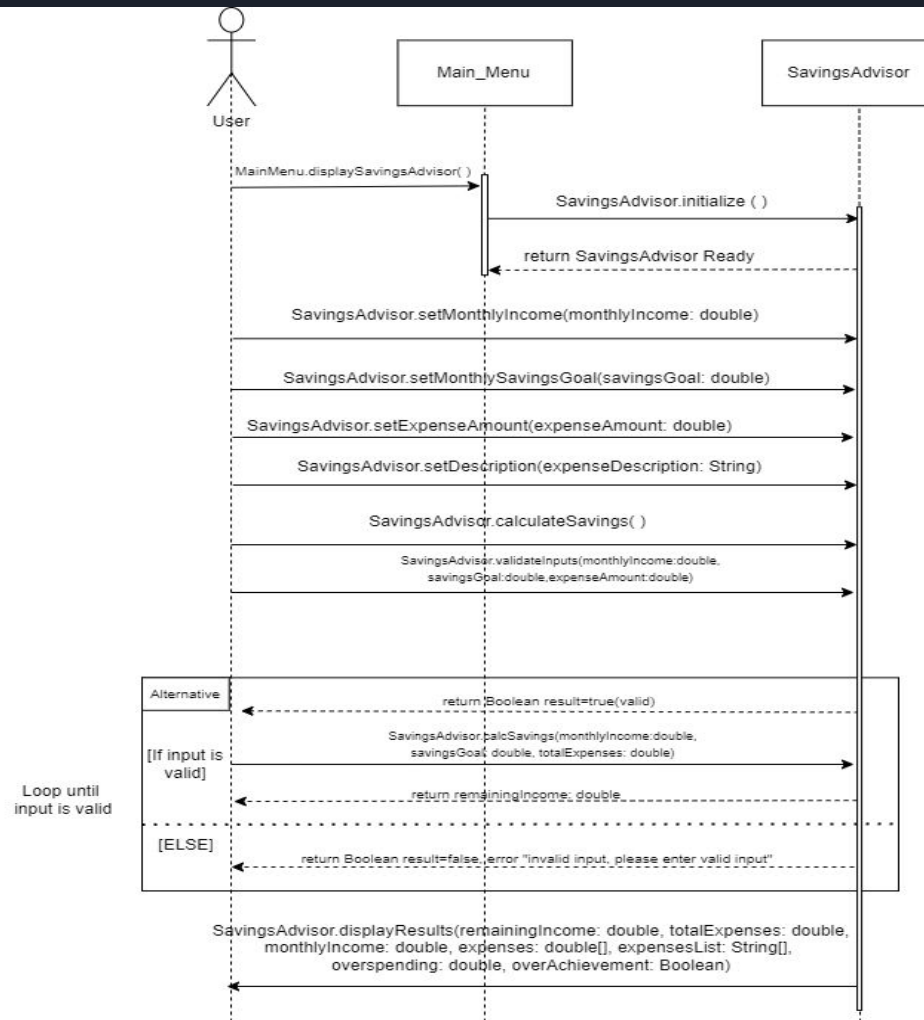 Main_Menu
SavingsAdvisor
User
MainMenu.displaySavingsAdvisor( )
SavingsAdvisor.initialize ( )
return SavingsAdvisor Ready
SavingsAdvisor.setMonthlyIncome(monthlyIncome: double)
SavingsAdvisor.setMonthlySavingsGoal(savingsGoal: double)
SavingsAdvisor.setExpenseAmount(expenseAmount: double)
SavingsAdvisor.setDescription(expenseDescription: String)
SavingsAdvisor.calculateSavings( )
SavingsAdvisor.validateInputs(monthlyIncome:double,
savingsGoal:double,expenseAmount:double)
Alternative
return Boolean result=true(valid)
SavingsAdvisor.calcSavings(monthlyIncome:double,
savingsGoal: double, totalExpenses: double)
[If input is
valid]
return remainingIncome: double
Loop until
input is valid
[ELSE]
return Boolean result=false, error "invalid input, please enter valid input"
SavingsAdvisor.displayResults(remainingIncome: double, totalExpenses: double,
monthlyIncome: double, expenses: double[], expensesList: String[],
overspending: double, overAchievement: Boolean)